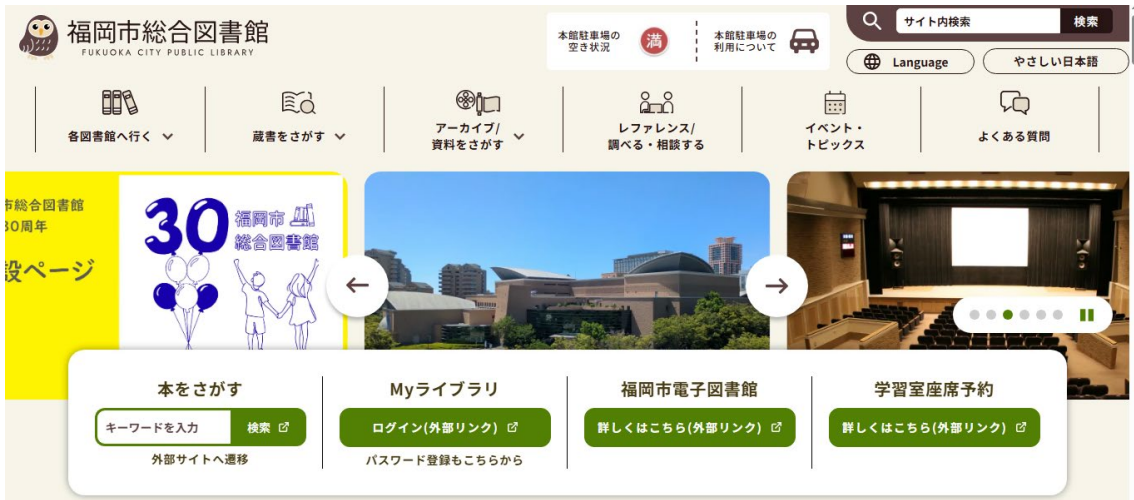 福岡市総合図書館
FUKUOKA CITY PUBLIC LIBRARY
本館駐車場の
空き状況
満
本館駐車場の
利用について
サイト内検索
検索
Language
やさしい日本語
各図書館へ行く
蔵書をさがす
アーカイブ/
資料をさがす
レファレンス/
調べる・相談する
イベント・
トピックス
よくある質問
市総合図書館
30周年
設ページ
30
福岡市
総合図書館
本をさがす
キーワードを入力
検索
外部サイトへ遷移
Myライブラリ
ログイン(外部リンク)
パスワード登録もこちらから
福岡市電子図書館
詳しくはこちら(外部リンク)
学習室座席予約
詳しくはこちら(外部リンク)